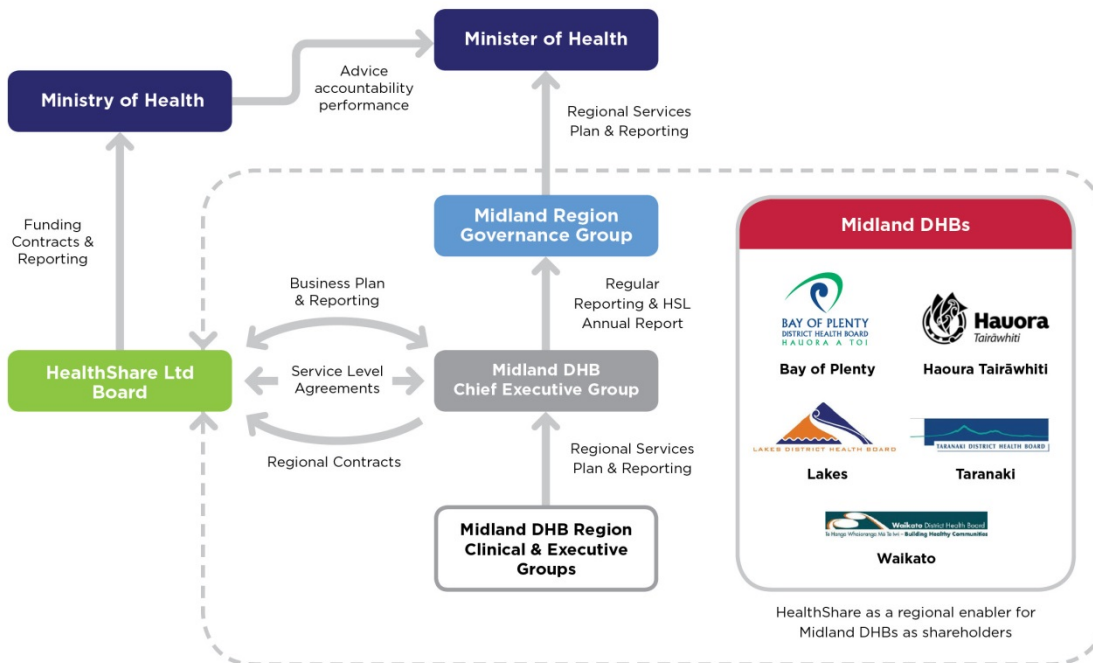 Minister of Health
Ministry of Health
Advice
accountability
performance
Regional Services
Plan & Reporting
Funding
Contracts &
Reporting
Midland Region
Governance Group
Business Plan
& Reporting
Regular
Reporting & HSL
Annual Report
HealthShare Ltd
Board
Service Level
Agreements
Midland DHB
Chief Executive Group
Regional Contracts
Regional Services
Plan & Reporting
Midland DHB Region
Clinical & Executive
Groups
Midland DHBs
BAY OF PLENTY
DISTRICT HEALTH BOARD
HAUORA A TOI
Bay of Plenty
Hauora
Tairāwhiti
Haoura Tairāwhiti
LAKES DISTRICT HEALTH BOARD
Lakes
TARANAKI DISTRICT HEALTH BOARD
Taranaki
Waikato District Health Board
Building Healthy Communities
Waikato
HealthShare as a regional enabler for
Midland DHBs as shareholders